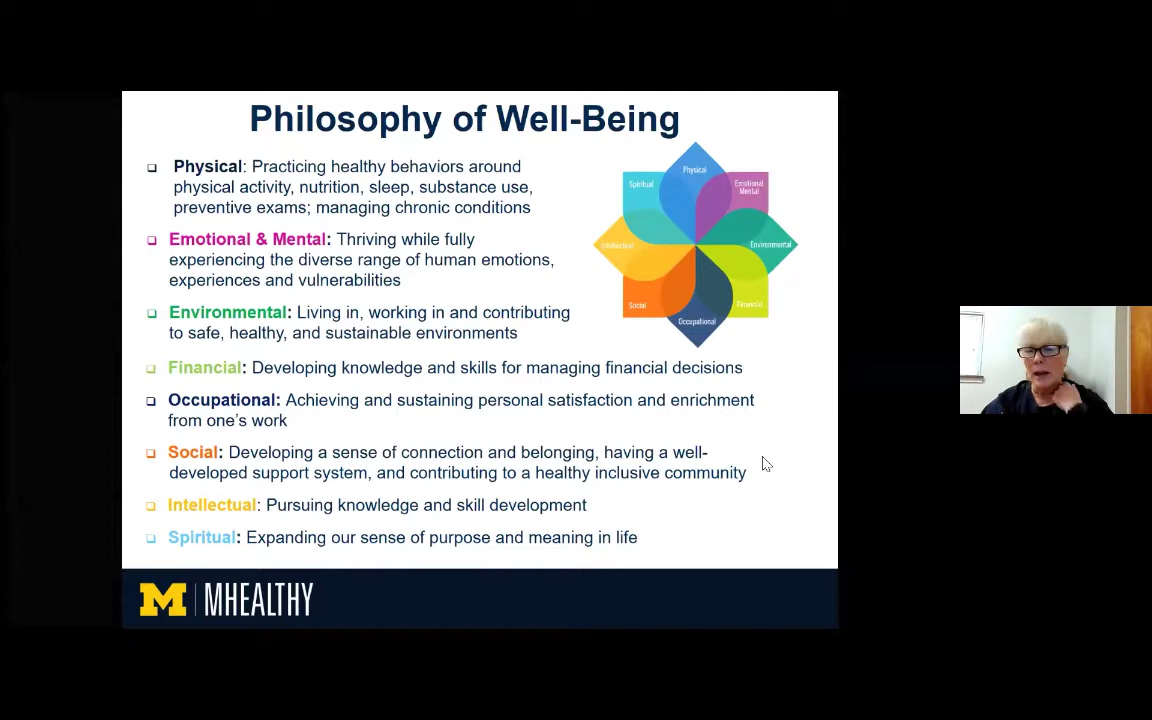 Philosophy of Well-Being
Physical: Practicing healthy behaviors around
physical activity, nutrition, sleep, substance use,
preventive exams; managing chronic conditions
Emotional & Mental: Thriving while fully
experiencing the diverse range of human emotions,
experiences and vulnerabilities
Environmental: Living in, working in and contributing
to safe, healthy, and sustainable environments
Financial: Developing knowledge and skills for managing financial decisions
Occupational: Achieving and sustaining personal satisfaction and enrichment
from one's work
Social: Developing a sense of connection and belonging, having a well-
developed support system, and contributing to a healthy inclusive community
Intellectual: Pursuing knowledge and skill development
Spiritual: Expanding our sense of purpose and meaning in life
Physical
Spiritual
Emotional
Mental
Intellectual
Environmental
Social
Financial
Occupational
M MHEALTHY